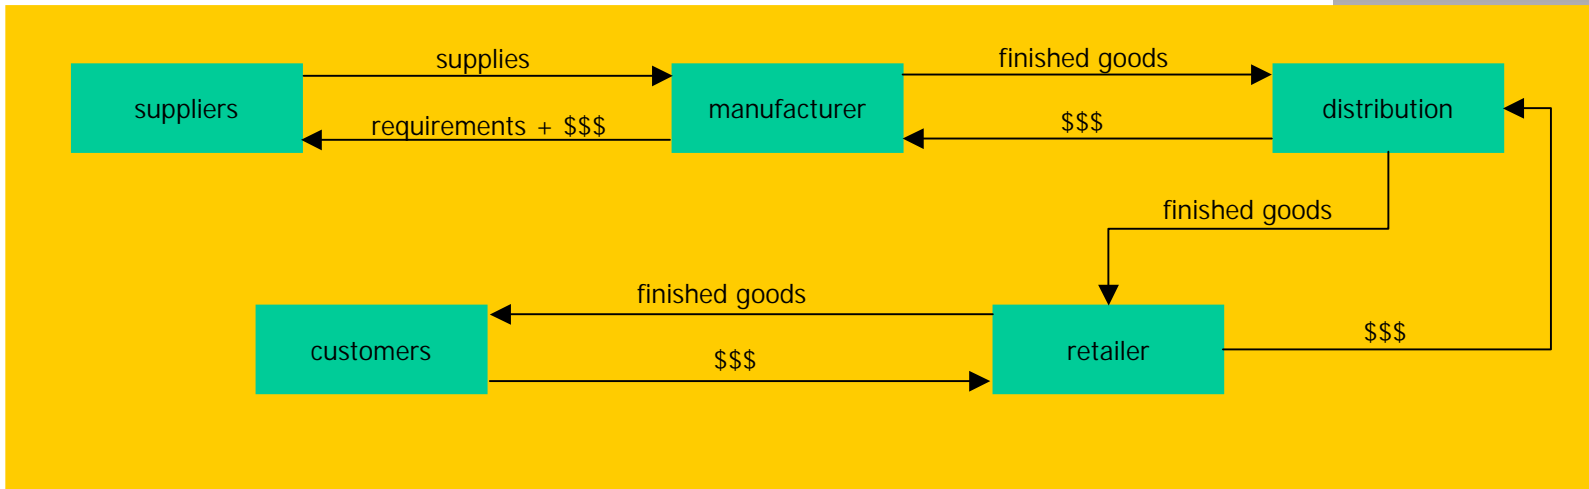 supplies
finished goods
suppliers
manufacturer
distribution
requirements + $$$
$$$
finished goods
finished goods
customers
$$$
retailer
$$$